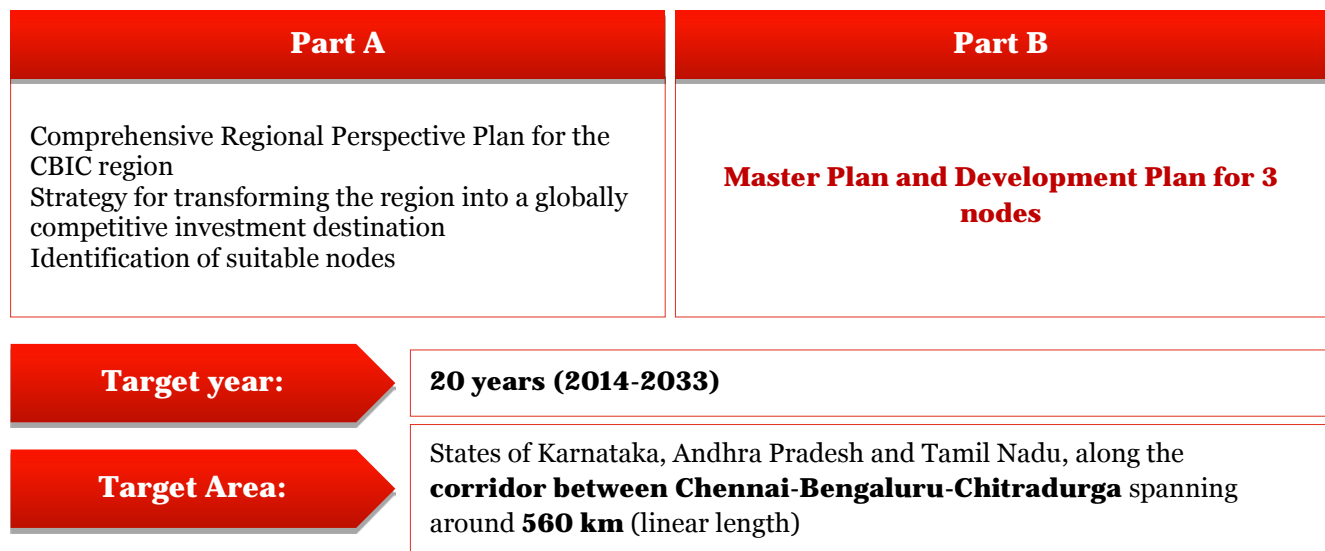 Part A
Comprehensive Regional Perspective Plan for the
CBIC region
Strategy for transforming the region into a globally
competitive investment destination
Identification of suitable nodes
Part B
Master Plan and Development Plan for 3
nodes
Target year:
20 years (2014-2033)
Target Area:
States of Karnataka, Andhra Pradesh and Tamil Nadu, along the
corridor between Chennai-Bengaluru-Chitradurga spanning
around 560 km (linear length)